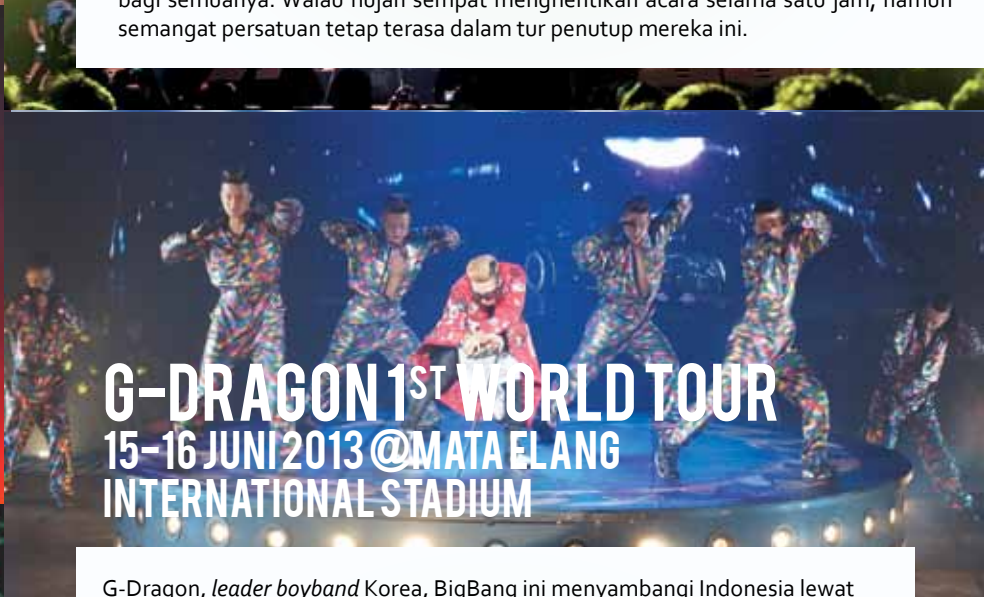 bagi semuanya. Walau hujan sempat menghentikan acara selama satu jam, namun
semangat persatuan tetap terasa dalam tur penutup mereka ini.
G-DRAGON 1ST WORLD TOUR
15-16 JUNI 2013 @MATA ELANG
INTERNATIONAL STADIUM
G-Dragon, leader boyband Korea, BigBang ini menyambangi Indonesia lewat